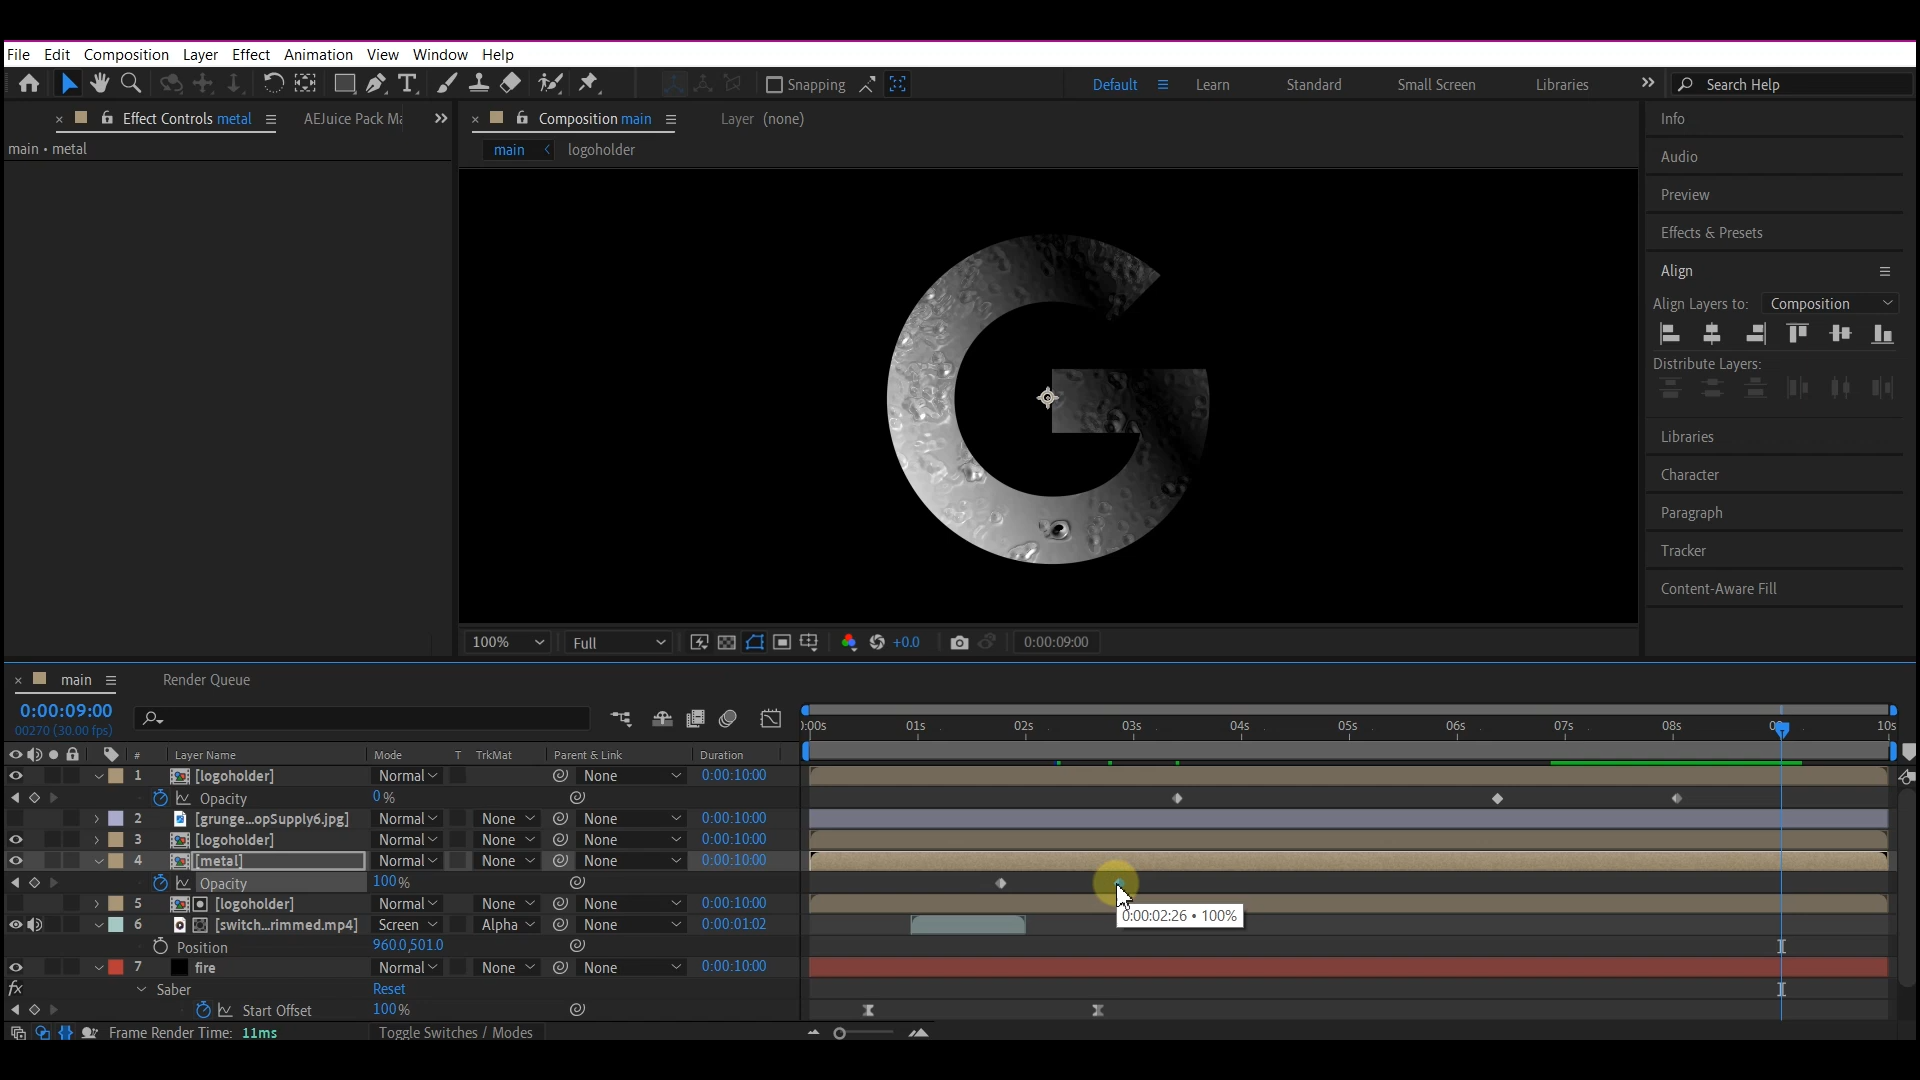 File Edit Composition Layer Effect Animation View Window Help
Snapping Default Learn Standard Small Screen Libraries Search Help
Effect Controls metal AEJuice Pack Ma
main • metal
Composition main Layer (none)
main logoholder
Info
Audio
Preview
Effects & Presets
Align
Align Layers to: Composition
Distribute Layers:
Libraries
Character
Paragraph
Tracker
Content-Aware Fill
100% Full +0.0 0:00:09:00
main Render Queue
0:00:09:00
00270 (30.00 fps)
):00s 01s 02s 03s 04s 05s 06s 07s 08s 10s
# Layer Name Mode T TrkMat Parent & Link Duration
1 [logoholder] Normal None 0:00:10:00
Opacity 0%
2 [grunge...opSupply6.jpg] Normal None None 0:00:10:00
3 [logoholder] Normal None None 0:00:10:00
4 [metal] Normal None None 0:00:10:00
Opacity 100%
5 [logoholder] Normal None None 0:00:10:00
0:00:02:26 • 100%
6 [switch...rimmed.mp4] Screen Alpha None 0:00:01:02
Position 960.0,501.0
7 fire Normal None None 0:00:10:00
fx Saber Reset
Start Offset 100%
Frame Render Time: 11ms Toggle Switches / Modes